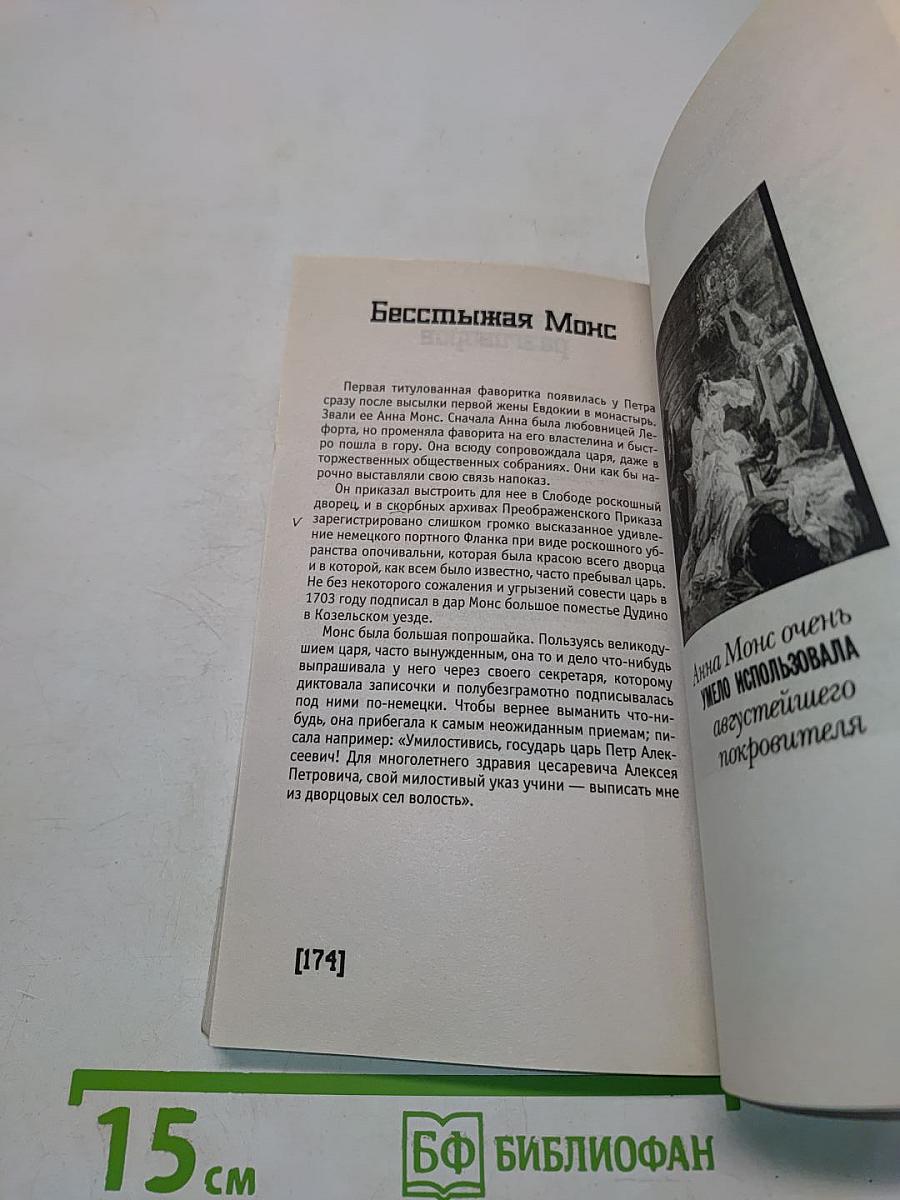 Бесстыжая Монс
Первая титулованная фаворитка появилась у Петра
сразу после высылки первой жены Евдокии в монастырь.
Звали ее Анна Монс. Сначала Анна была любовницей Ле-
форта, но променяла фаворита на его властелина и быст-
ро пошла в гору. Она всюду сопровождала царя, даже в
торжественных общественных собраниях. Они как бы на-
рочно выставляли свою связь напоказ.
Он приказал выстроить для нее в Слободе роскошный
дворец, и в скорбных архивах Преображенского Приказа
зарегистрировано слишком громко высказанное удивле-
ние немецкого портного Фланка при виде роскошного уб-
ранства опочивальни, которая была красою всего дворца
и в которой, как всем было известно, часто пребывал царь.
Не без некоторого сожаления и угрызений совести царь в
1703 году подписал в дар Монс большое поместье Дудино
в Козельском уезде.
Монс была большая попрошайка. Пользуясь великоду-
шием царя, часто вынужденным, она то и дело что-нибудь
выпрашивала у него через своего секретаря, которому
диктовала записочки и полубезграмотно подписывалась
под ними по-немецки. Чтобы вернее выманить что-ни-
будь, она прибегала к самым неожиданным приемам; пи-
сала например: «Умилостивись, государь царь Петр Алек-
сеевич! Для многолетнего здравия цесаревича Алексея
Петровича, свой милостивый указ учини — выписать мне
из дворцовых сел волость».
[174]
Анна Монс очень
УМЕЛО ИСПОЛЬЗОВАЛА
августейшего
покровителя
15 см
БФ БИБЛИОФАН